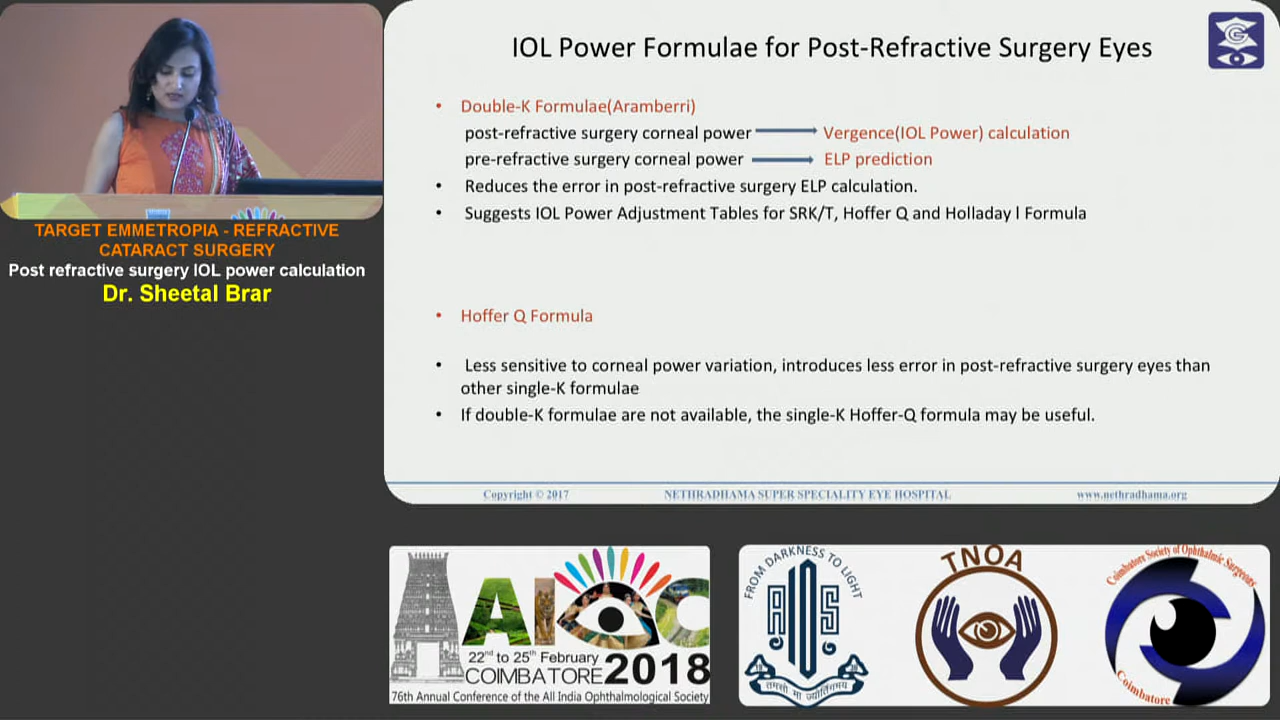 IOL Power Formulae for Post-Refractive Surgery Eyes
• Double-K Formulae(Aramberri)
post-refractive surgery corneal power Vergence(IOL Power) calculation
pre-refractive surgery corneal power ELP prediction
• Reduces the error in post-refractive surgery ELP calculation.
• Suggests IOL Power Adjustment Tables for SRK/T, Hoffer Q and Holladay l Formula
• Hoffer Q Formula
• Less sensitive to corneal power variation, introduces less error in post-refractive surgery eyes than
other single-K formulae
• If double-K formulae are not available, the single-K Hoffer-Q formula may be useful.
Copyright © 2017 NETHRADHAMA SUPER SPECIALITY EYE HOSPITAL www.nethradhama.org
TARGET EMMETROPIA - REFRACTIVE
CATARACT SURGERY
Post refractive surgery IOL power calculation
Dr. Sheetal Brar
AIOC
22nd to 25th February
COIMBATORE 2018
76th Annual Conference of the All India Ophthalmological Society
FROM DARKNESS TO LIGHT
AIOS
तमसो मा ज्योतिर्गमय
TNOA
Coimbatore Society of Ophthalmic Surgeons
Coimbatore